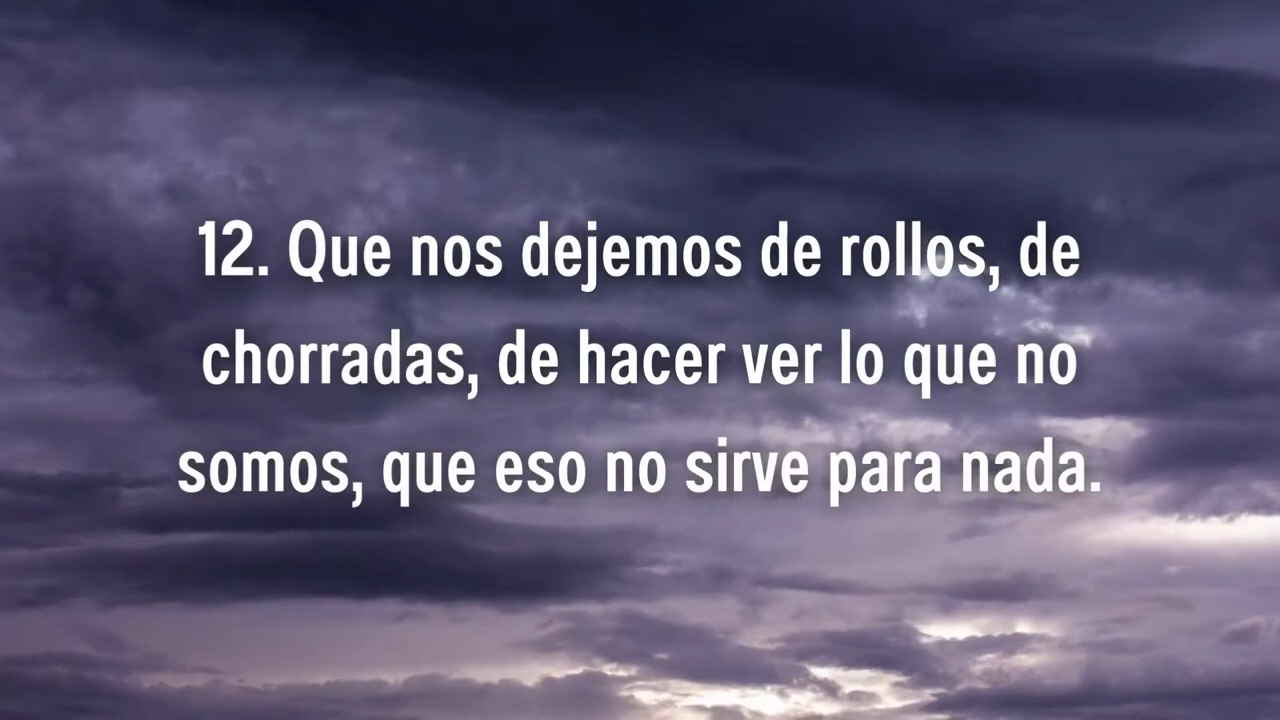 12. Que nos dejemos de rollos, de
chorradas, de hacer ver lo que no
somos, que eso no sirve para nada.